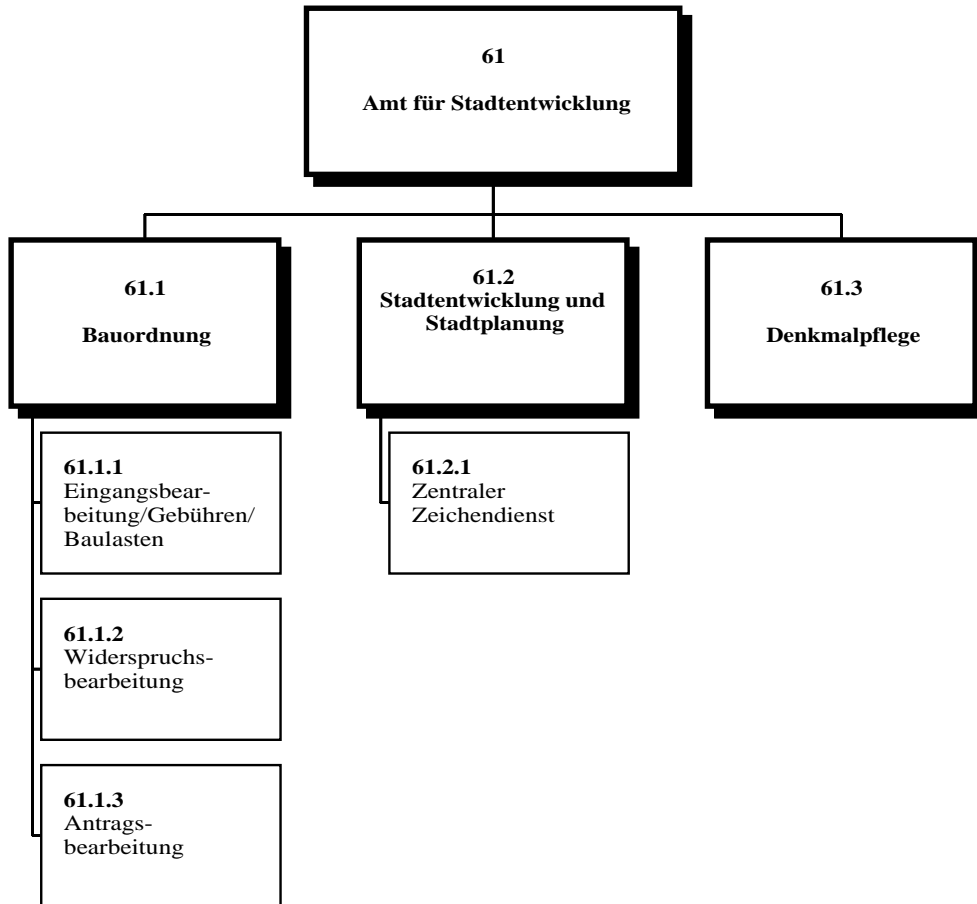 61
Amt für Stadtentwicklung
61.1
Bauordnung
61.1.1
Eingangsbear-
beitung/Gebühren/
Baulasten
61.1.2
Widerspruchs-
bearbeitung
61.1.3
Antrags-
bearbeitung
61.2
Stadtentwicklung und
Stadtplanung
61.2.1
Zentraler
Zeichendienst
61.3
Denkmalpflege